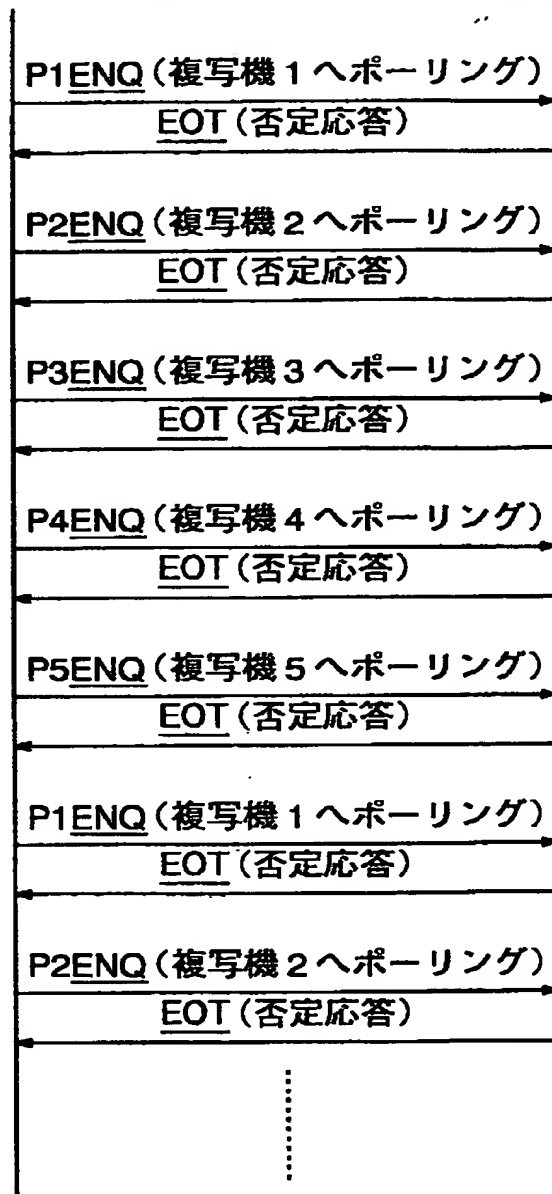 P1ENQ(複写機1へポーリング)
EOT(否定応答)
P2ENQ(複写機2へポーリング)
EOT(否定応答)
P3ENQ(複写機3へポーリング)
EOT(否定応答)
P4ENQ(複写機4へポーリング)
EOT(否定応答)
P5ENQ(複写機5へポーリング)
EOT(否定応答)
P1ENQ(複写機1へポーリング)
EOT(否定応答)
P2ENQ(複写機2へポーリング)
EOT(否定応答)